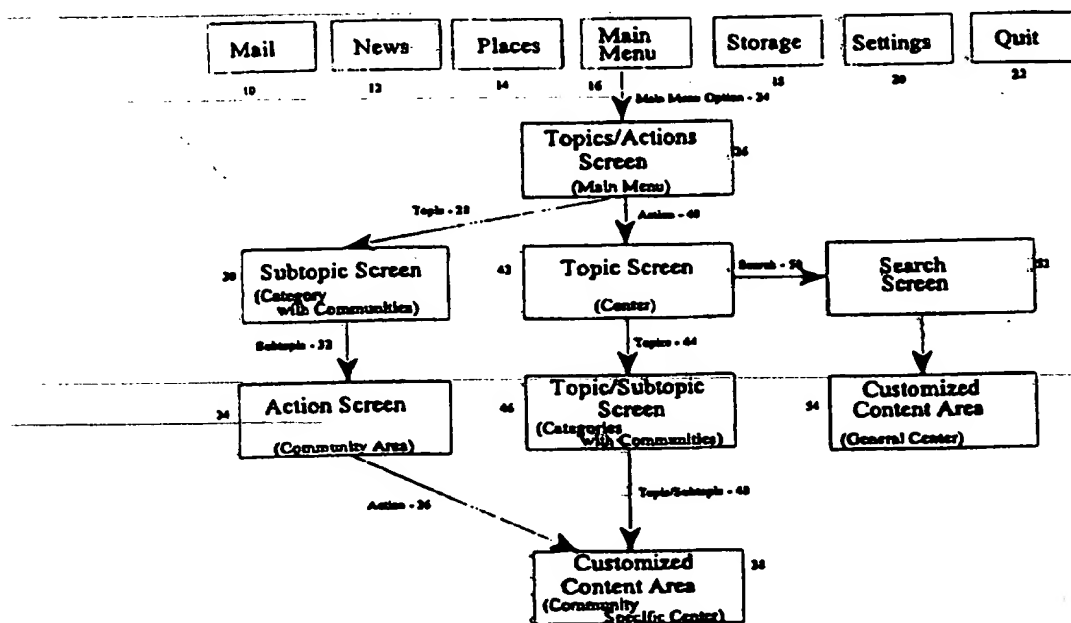 Mail
News
Places
Main
Menu
Storage
Settings
Quit
10
12
14
16
18
20
22
Main Menu Option - 24
Topics/Actions
Screen
(Main Menu)
26
Topic - 28
Action - 40
30
Subtopic Screen
(Category
with Communities)
42
Topic Screen
(Center)
Search - 50
Search
Screen
52
Subtopic - 32
Topics - 44
34
Action Screen
(Community Area)
46
Topic/Subtopic
Screen
(Categories
with Communities)
54
Customized
Content Area
(General Center)
Action - 36
Topic/Subtopic - 48
Customized
Content Area
(Community
Specific Center)
38